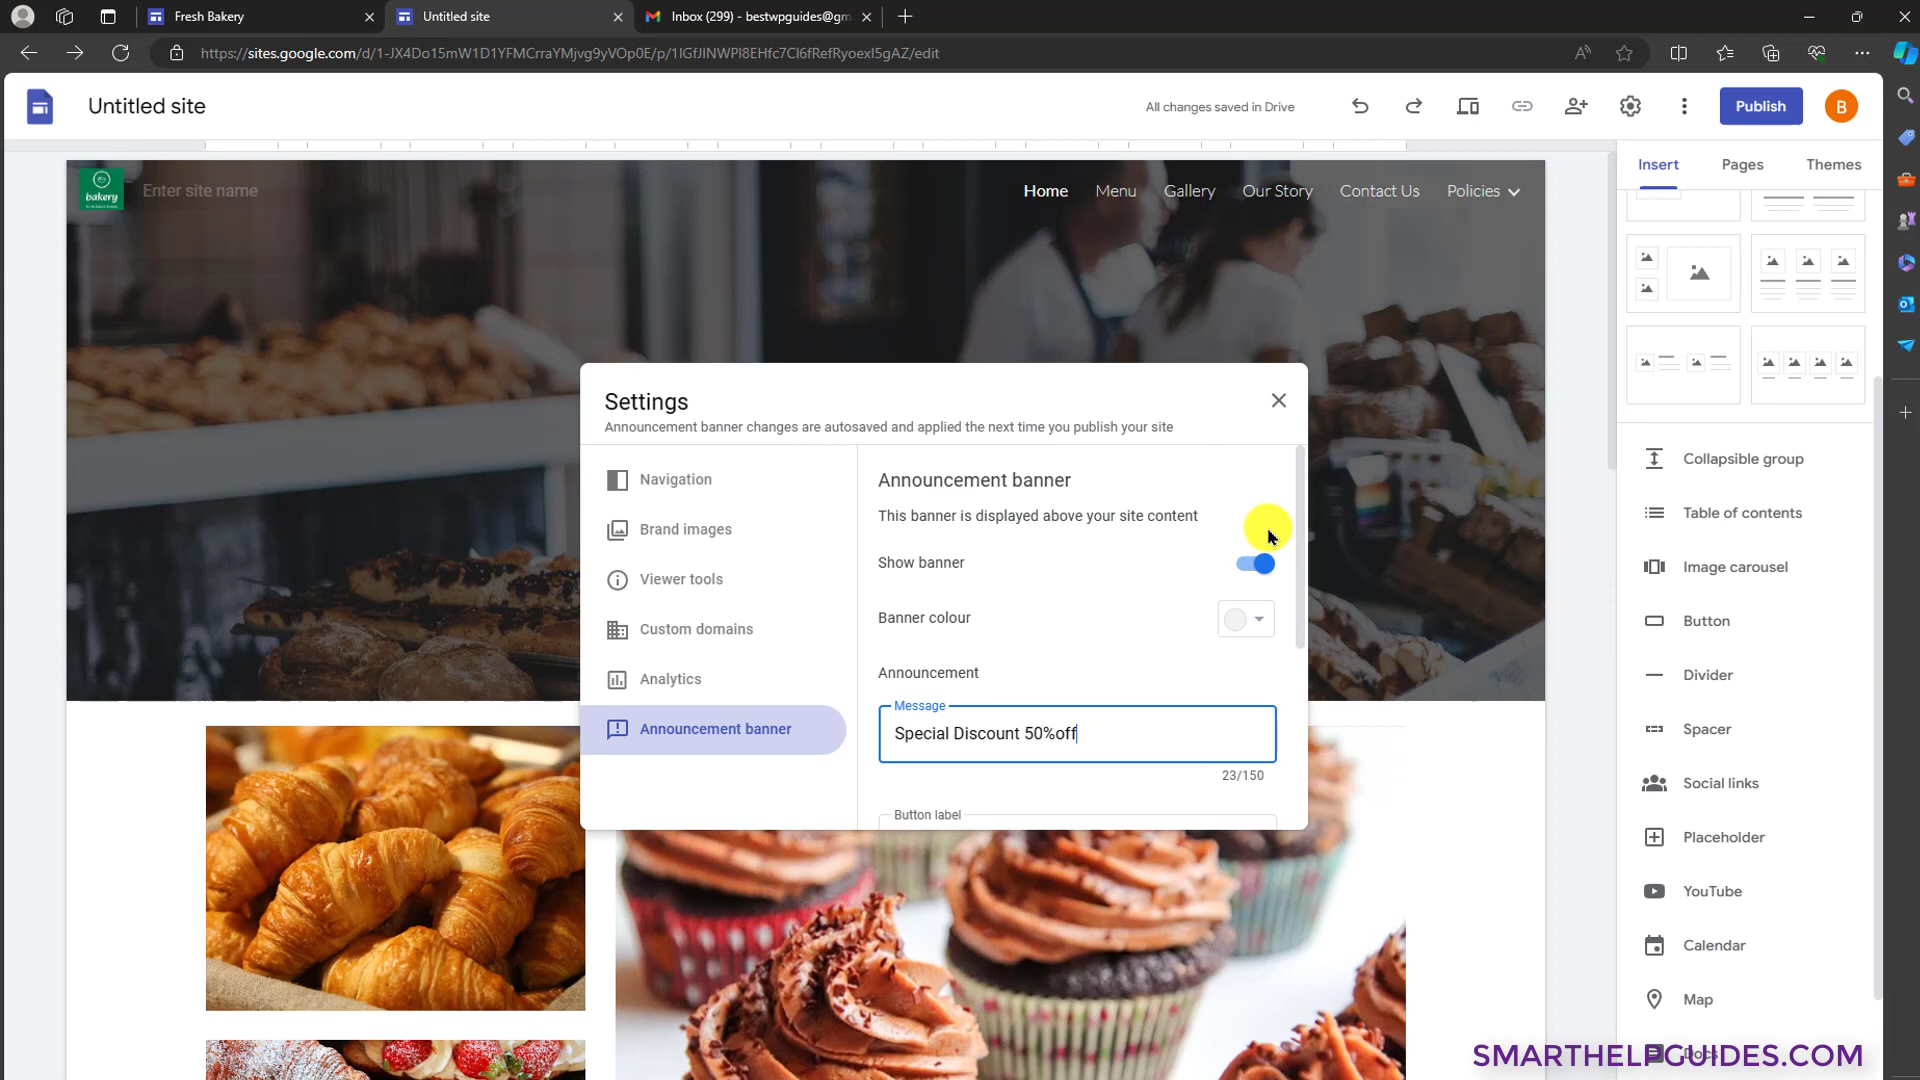 Fresh Bakery
Untitled site
Inbox (299) - bestwpguides@gm
https://sites.google.com/d/1-JX4Do15mW1D1YFMCrraYMjvg9yVOp0E/p/1IGfJINWPI8EHfc7CI6fRefRyoexI5gAZ/edit
Untitled site
All changes saved in Drive
Publish
B
bakery
Enter site name
Home
Menu
Gallery
Our Story
Contact Us
Policies
Insert
Pages
Themes
Settings
Announcement banner changes are autosaved and applied the next time you publish your site
Navigation
Brand images
Viewer tools
Custom domains
Analytics
Announcement banner
Announcement banner
This banner is displayed above your site content
Show banner
Banner colour
Announcement
Message
Special Discount 50%off
23/150
Button label
Collapsible group
Table of contents
Image carousel
Button
Divider
Spacer
Social links
Placeholder
YouTube
Calendar
Map
Docs
SMARTHELPGUIDES.COM